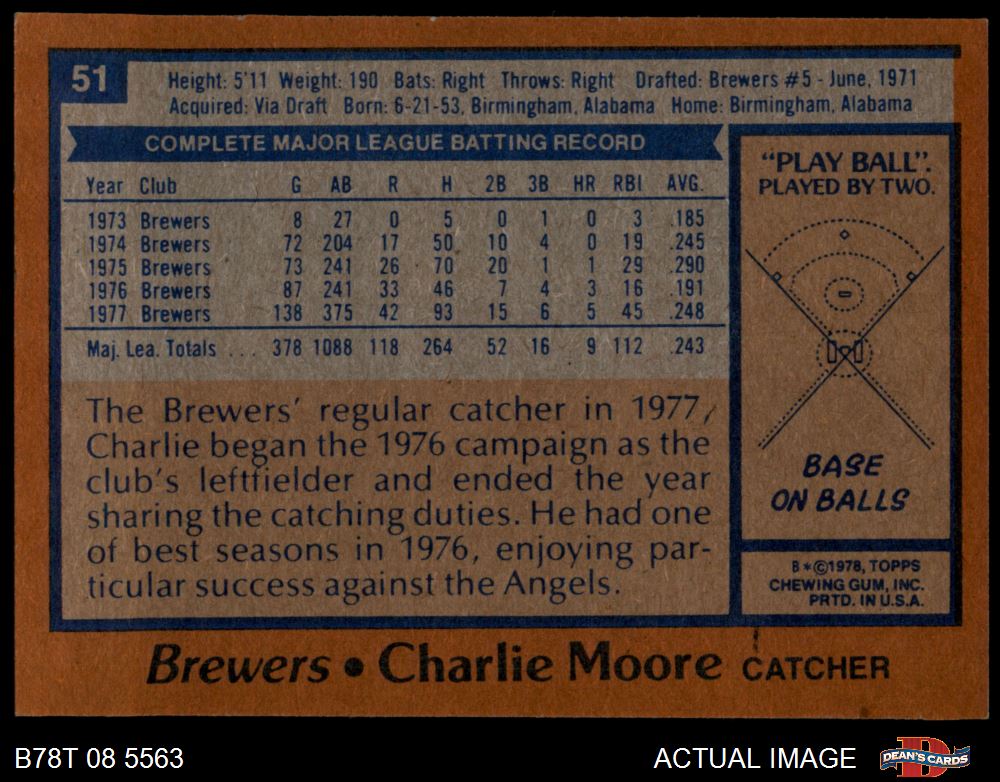 51
Height: 5'11 Weight: 190 Bats: Right Throws: Right Drafted: Brewers #5 - June, 1971
Acquired: Via Draft Born: 6-21-53, Birmingham, Alabama Home: Birmingham, Alabama
COMPLETE MAJOR LEAGUE BATTING RECORD
Year Club G AB R H 2B 3B HR RBI AVG.
1973 Brewers 8 27 0 5 0 1 0 3 .185
1974 Brewers 72 204 17 50 10 4 0 19 .245
1975 Brewers 73 241 26 70 20 1 1 29 .290
1976 Brewers 87 241 33 46 7 4 3 16 .191
1977 Brewers 138 375 42 93 15 6 5 45 .248
Maj. Lea. Totals ... 378 1088 118 264 52 16 9 112 .243
The Brewers' regular catcher in 1977,
Charlie began the 1976 campaign as the
club's leftfielder and ended the year
sharing the catching duties. He had one
of best seasons in 1976, enjoying par-
ticular success against the Angels.
"PLAY BALL".
PLAYED BY TWO.
BASE
ON BALLS
B*©1978, TOPPS
CHEWING GUM, INC.
PRTD. IN U.S.A.
Brewers • Charlie Moore CATCHER
B78T 08 5563
ACTUAL IMAGE
DEAN'S CARDS